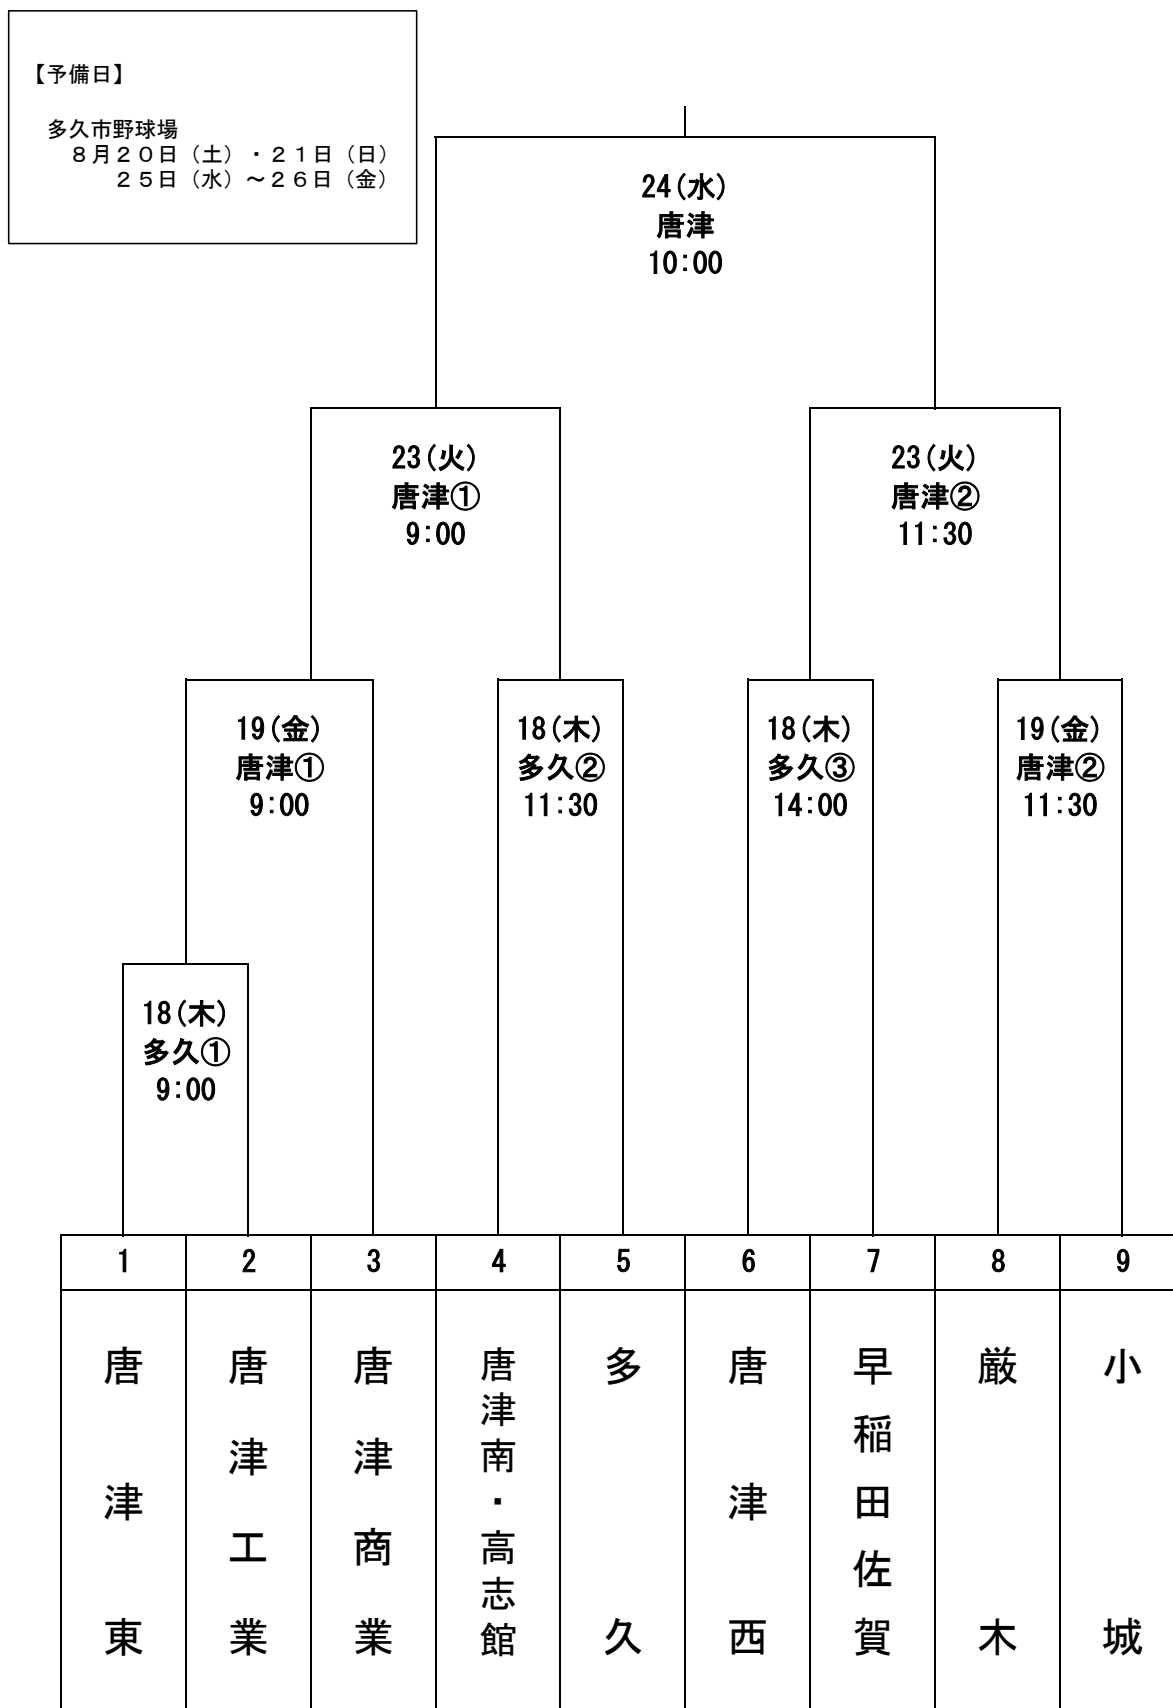 【予備日】
多久市野球場
８月２０日（土）・２１日（日）
２５日（水）～２６日（金）
24(水)
唐津
10:00
23(火)
唐津①
9:00
23(火)
唐津②
11:30
19(金)
唐津①
9:00
18(木)
多久②
11:30
18(木)
多久③
14:00
19(金)
唐津②
11:30
18(木)
多久①
9:00
1
2
3
4
5
6
7
8
9
唐津東
唐津工業
唐津商業
唐津南・高志館
多久
唐津西
早稲田佐賀
厳木
小城